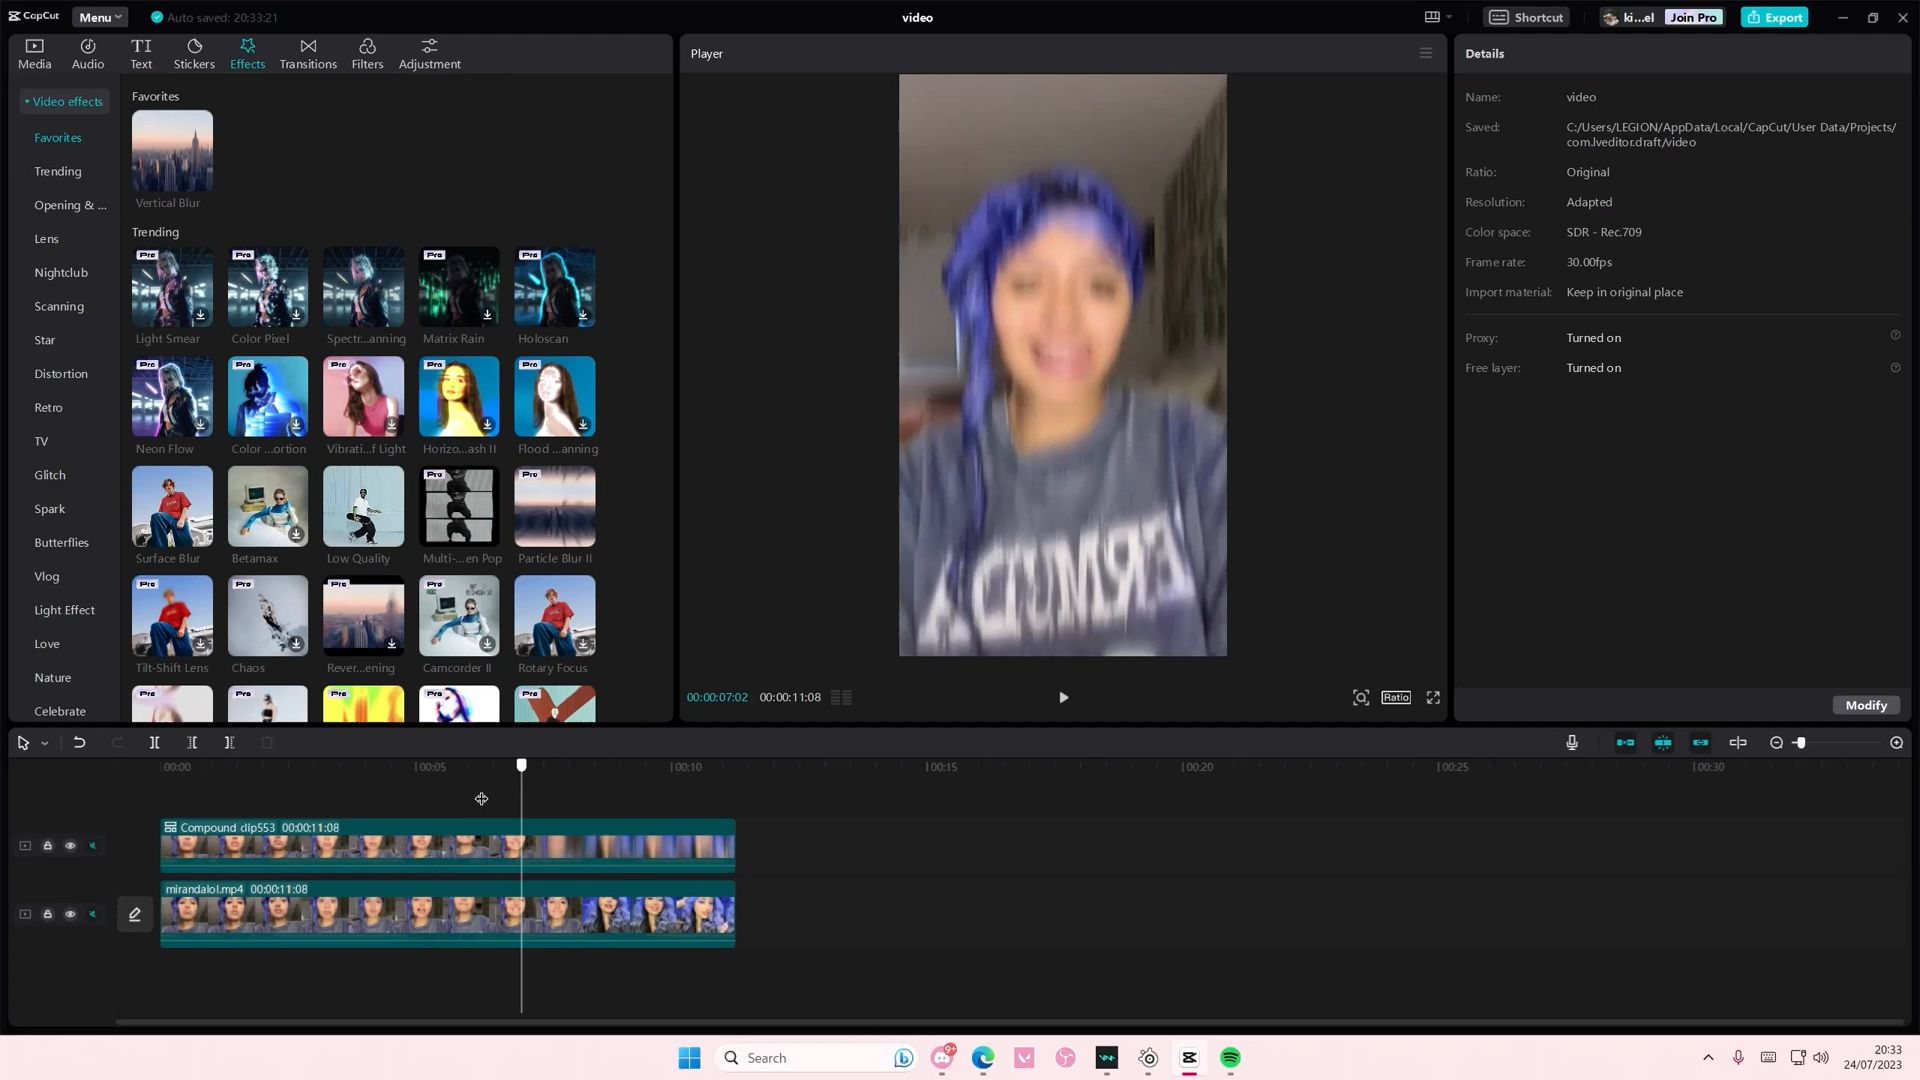 CapCut
Menu
Auto saved: 20:33:21
video
Shortcut
ki...el
Join Pro
Export
Media
Audio
TI
Text
Stickers
Effects
Transitions
Filters
Adjustment
Player
Details
Video effects
Favorites
Trending
Opening & ...
Lens
Nightclub
Scanning
Star
Distortion
Retro
TV
Glitch
Spark
Butterflies
Vlog
Light Effect
Love
Nature
Celebrate
Favorites
Vertical Blur
Trending
Pro
Pro
Pro
Pro
Pro
Light Smear
Color Pixel
Spectr...anning
Matrix Rain
Holoscan
Pro
Pro
Pro
Pro
Pro
Neon Flow
Color ...ortion
Vibrati...f Light
Horizo...ash II
Flood ...anning
Pro
Pro
Surface Blur
Betamax
Low Quality
Multi-...en Pop
Particle Blur II
Pro
Pro
Pro
Pro
Pro
Tilt-Shift Lens
Chaos
Rever...ening
Camcorder II
Rotary Focus
Pro
Pro
Pro
Pro
00:00:07:02
00:00:11:08
Ratio
Name: video
Saved: C:/Users/LEGION/AppData/Local/CapCut/User Data/Projects/
com.lveditor.draft/video
Ratio: Original
Resolution: Adapted
Color space: SDR - Rec.709
Frame rate: 30.00fps
Import material: Keep in original place
Proxy: Turned on
Free layer: Turned on
Modify
00:00
00:05
00:10
00:15
00:20
00:25
00:30
Compound clip553 00:00:11:08
mirandalol.mp4 00:00:11:08
Search
9+
20:33
24/07/2023